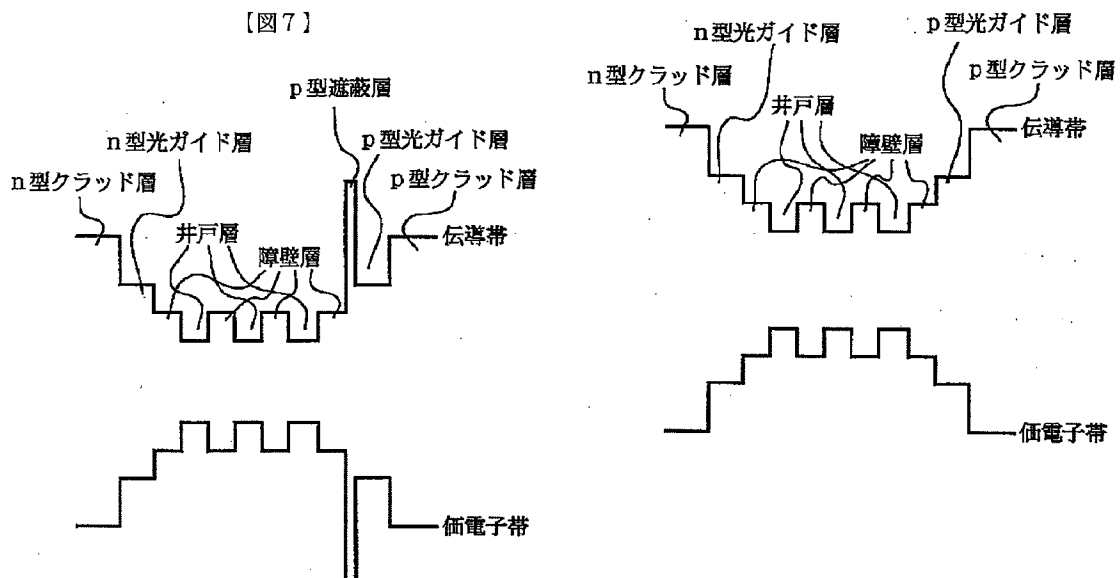 【図７】
p型遮蔽層
n型光ガイド層
p型光ガイド層
n型クラッド層
p型クラッド層
井戸層
障壁層
伝導帯
価電子帯
n型光ガイド層
p型光ガイド層
n型クラッド層
p型クラッド層
井戸層
障壁層
伝導帯
価電子帯